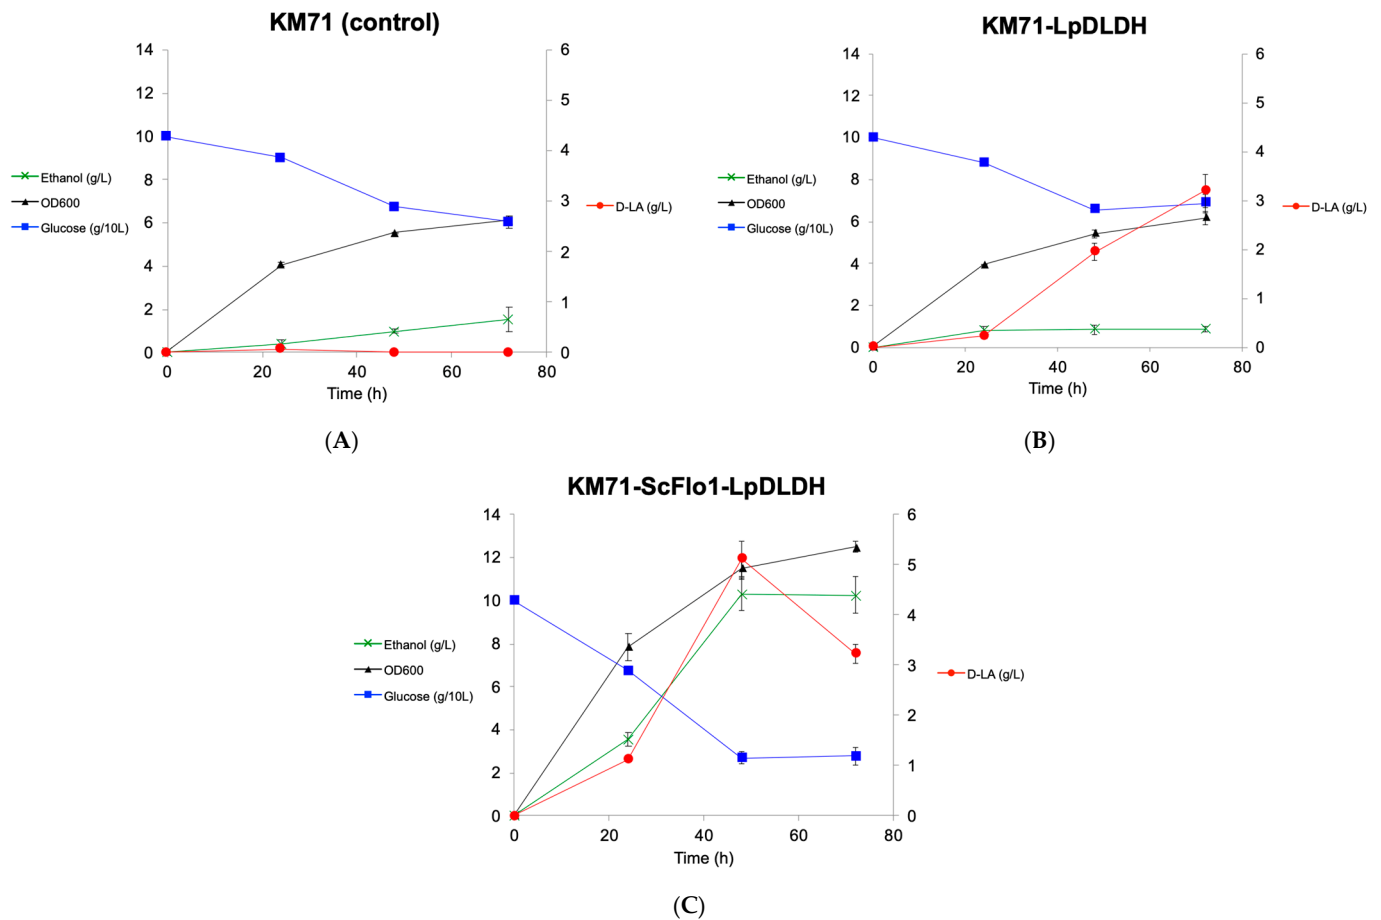 KM71 (control)
14
12
10
8
6
4
2
0
6
5
4
3
2
1
0
0
20
40
60
80
Time (h)
Ethanol (g/L)
OD600
Glucose (g/10L)
D-LA (g/L)
(A)
KM71-LpDLDH
14
12
10
8
6
4
2
0
6
5
4
3
2
1
0
0
20
40
60
80
Time (h)
Ethanol (g/L)
OD600
Glucose (g/10L)
D-LA (g/L)
(B)
KM71-ScFlo1-LpDLDH
14
12
10
8
6
4
2
0
6
5
4
3
2
1
0
0
20
40
60
80
Time (h)
Ethanol (g/L)
OD600
Glucose (g/10L)
D-LA (g/L)
(C)